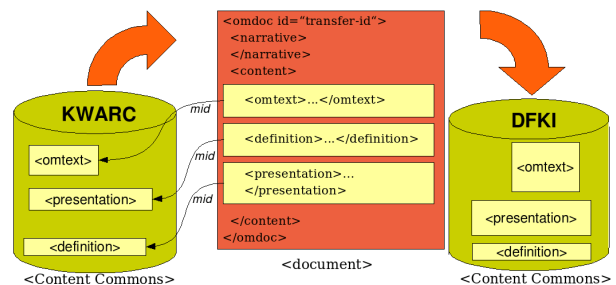 KWARC
<omtext>
<presentation>
<definition>
<Content Commons>
mid
mid
mid
<omdoc id=“transfer-id“>
<narrative>
</narrative>
<content>
<omtext>...</omtext>
<definition>...</definition>
<presentation>...
</presentation>
</content>
</omdoc>
<document>
DFKI
<omtext>
<presentation>
<definition>
<Content Commons>